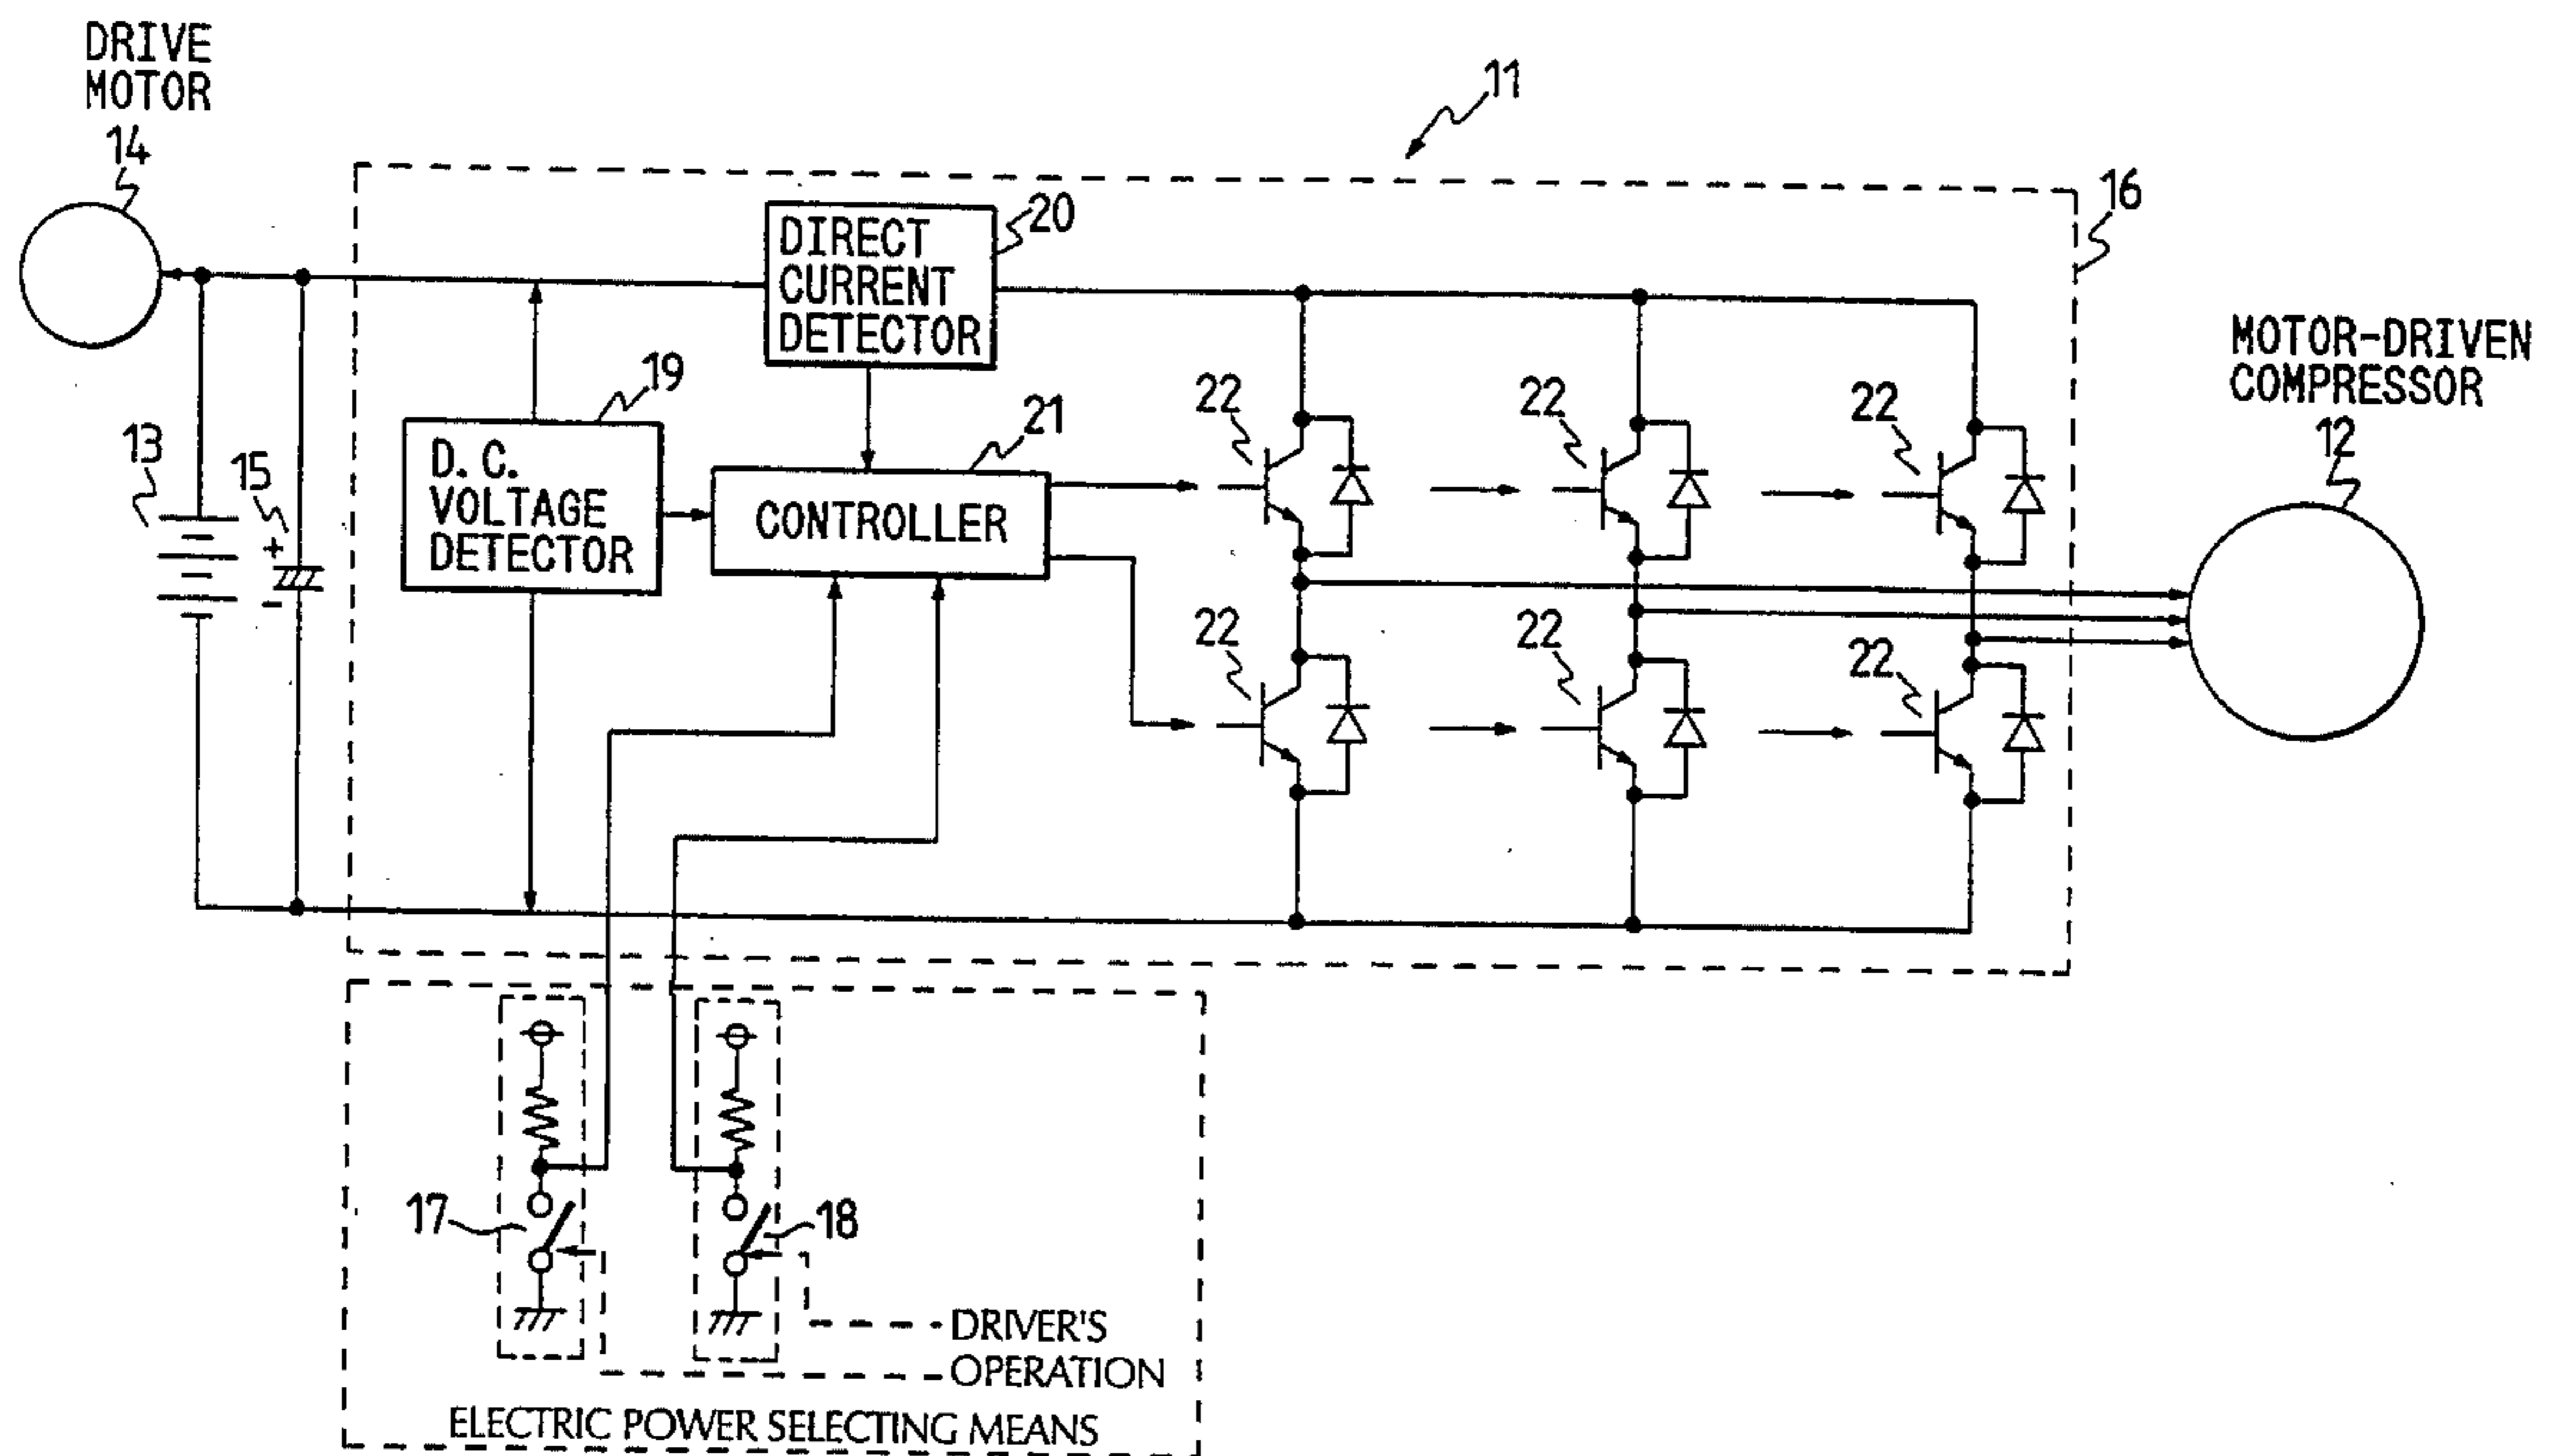 DRIVE
MOTOR
14
11
16
DIRECT
CURRENT
DETECTOR
20
MOTOR-DRIVEN
COMPRESSOR
12
19
D.C.
VOLTAGE
DETECTOR
21
CONTROLLER
13
15
+
-
22
22
22
22
22
22
17
18
DRIVER'S
OPERATION
ELECTRIC POWER SELECTING MEANS